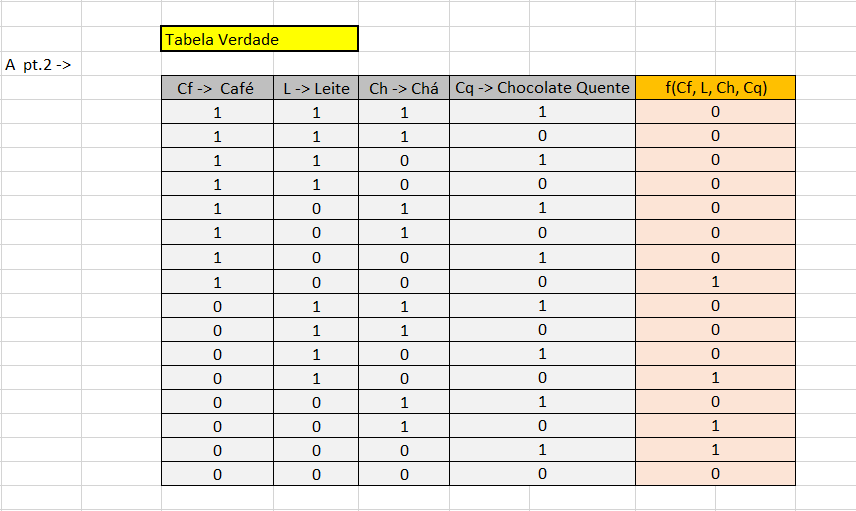 Tabela Verdade
A pt.2 ->
Cf -> Café L -> Leite Ch -> Chá Cq -> Chocolate Quente f(Cf, L, Ch, Cq)
1 1 1 1 0
1 1 1 0 0
1 1 0 1 0
1 1 0 0 0
1 0 1 1 0
1 0 1 0 0
1 0 0 1 0
1 0 0 0 1
0 1 1 1 0
0 1 1 0 0
0 1 0 1 0
0 1 0 0 1
0 0 1 1 0
0 0 1 0 1
0 0 0 1 1
0 0 0 0 0